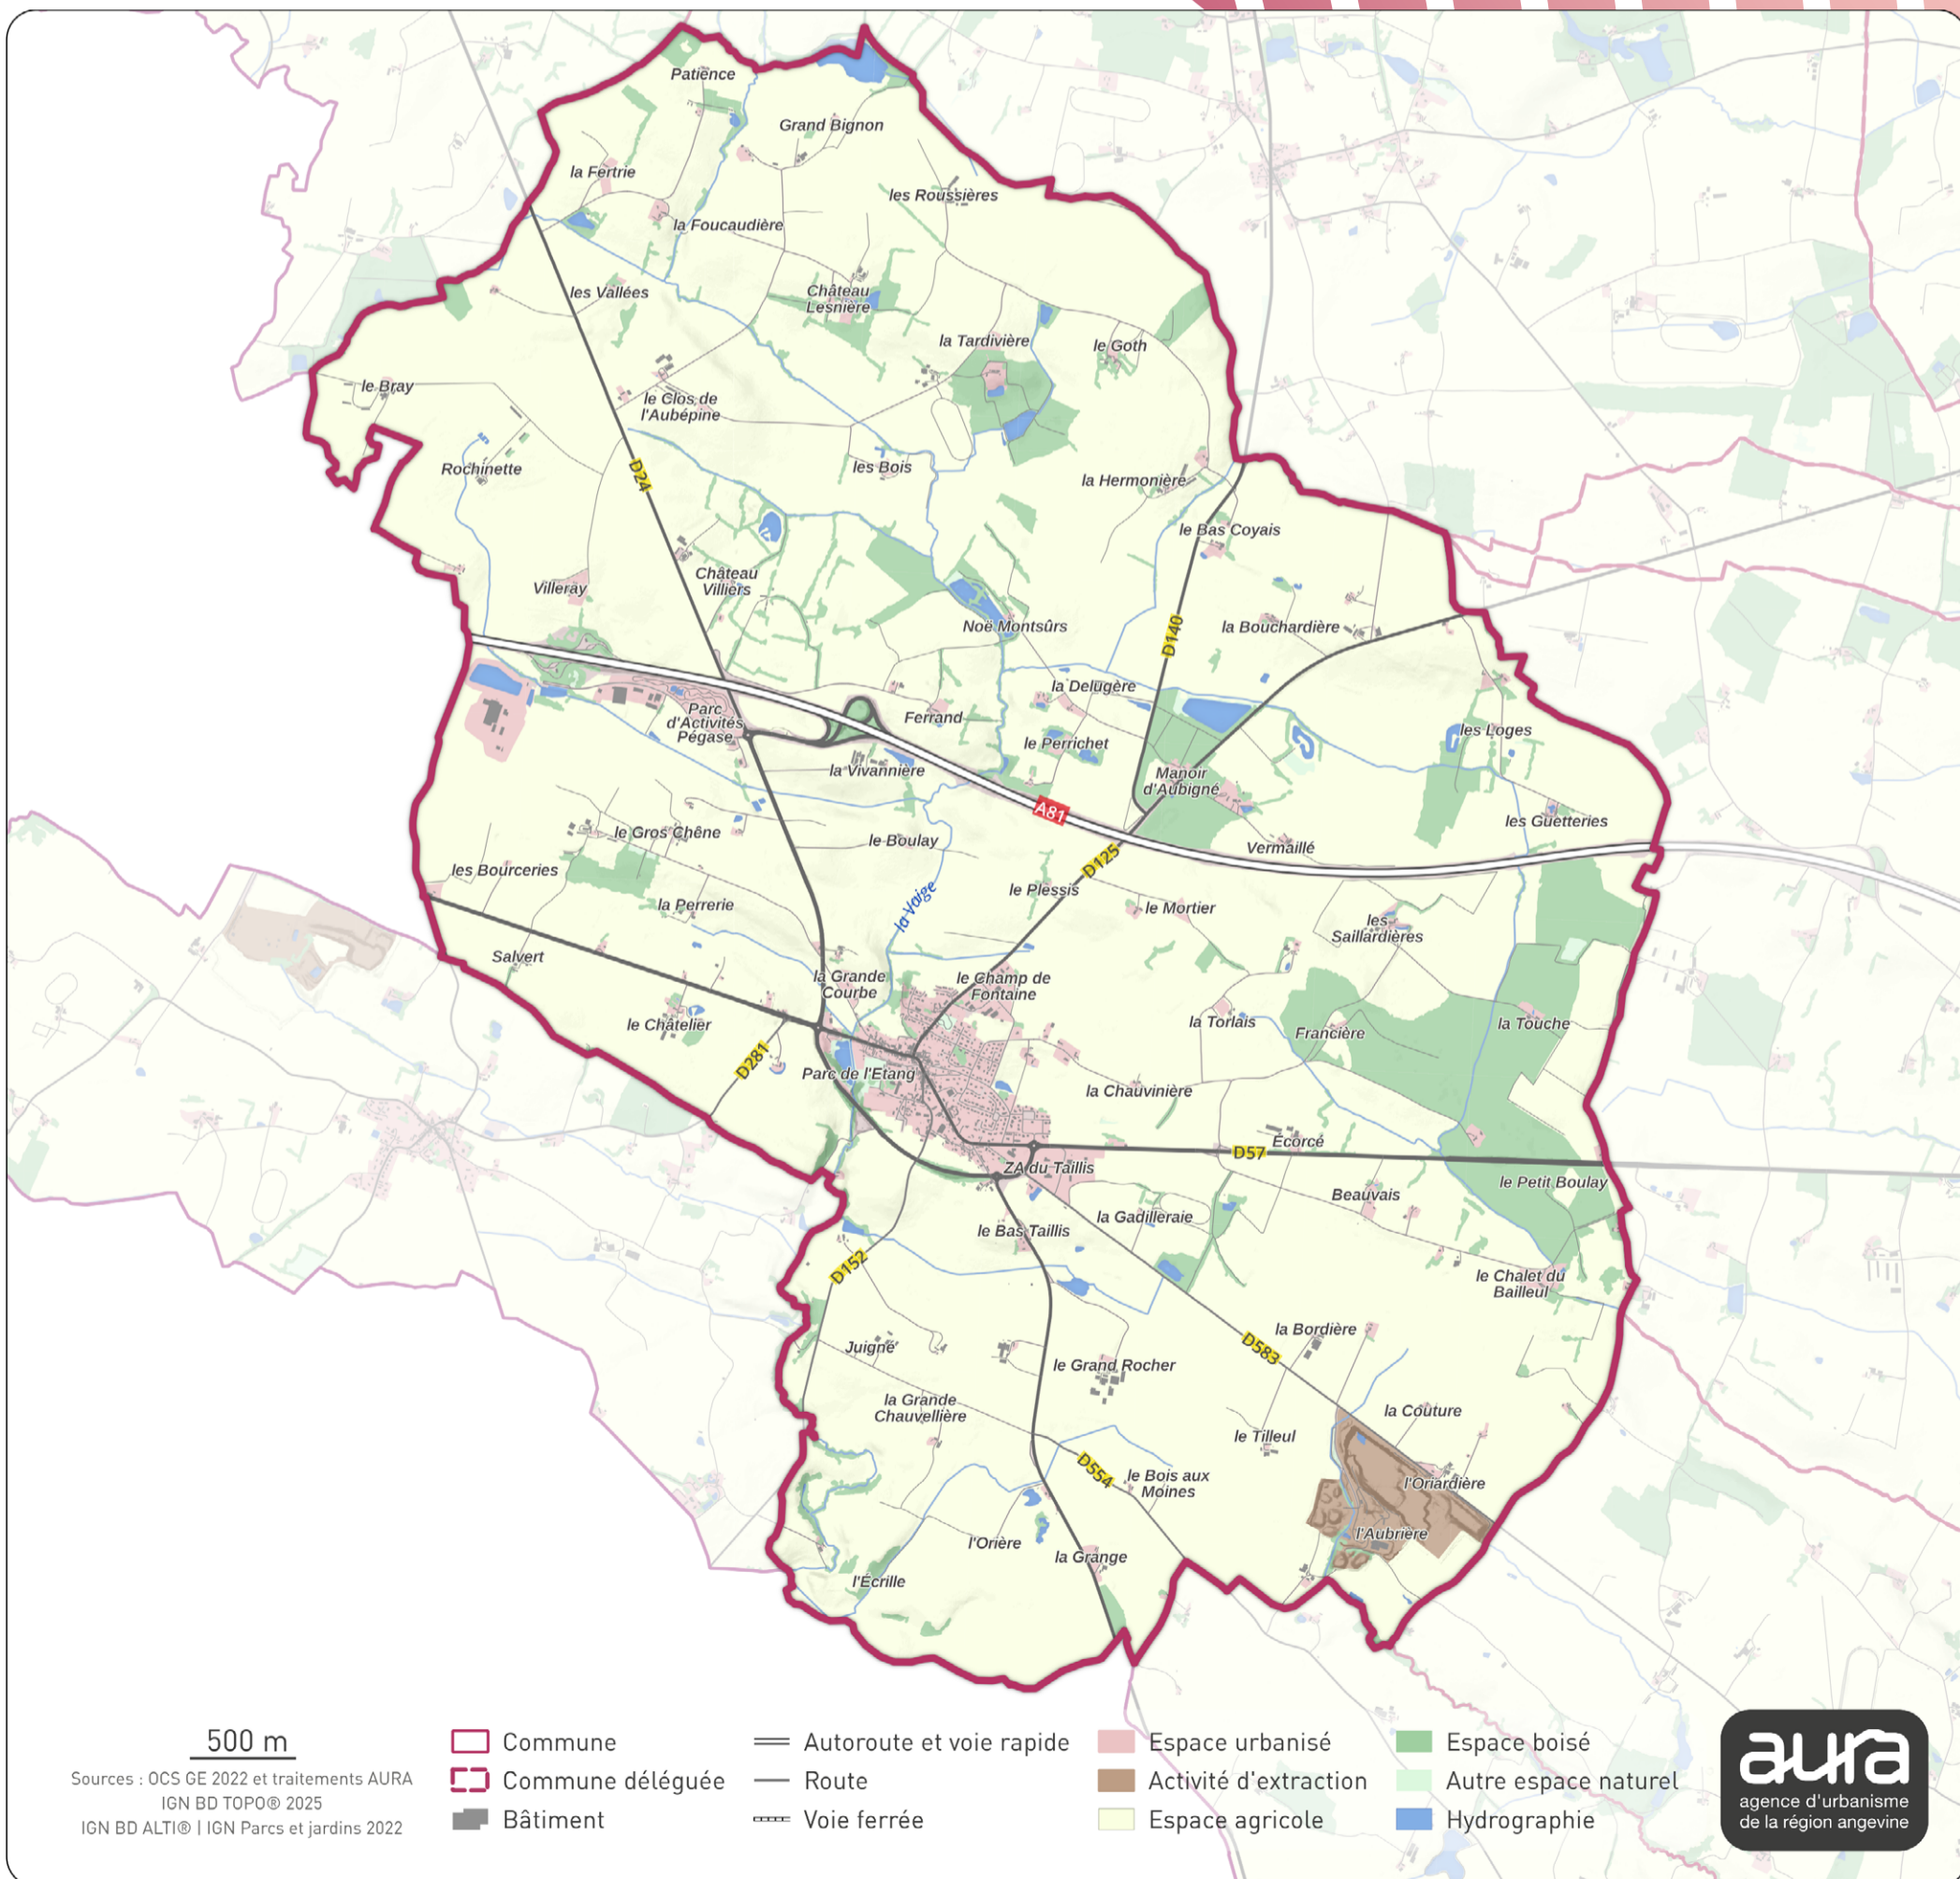 Patience
Grand Bignon
la Fertrie
les Roussières
la Foucaudière
les Vallées
Château
Lesnière
la Tardivière
le Goth
le Bray
le Clos de
l'Aubépine
D24
Rochinette
les Bois
la Hermonière
le Bas Coyais
Château
Villiers
Villeray
Noë Montsûrs
D140
la Bouchardière
la Delugère
Parc
d'Activités
Pégase
Ferrand
le Perrichet
les Loges
la Vivannière
Manoir
d'Aubigné
A81
le Gros Chêne
le Boulay
les Guetteries
Vermaillé
D125
les Bourceries
le Plessis
la Perrerie
la Vaige
le Mortier
les
Saillardières
Salvert
la Grande
Courbe
le Champ de
Fontaine
le Châtelier
la Torlais
Francière
la Touche
D281
Parc de l'Etang
la Chauvinière
Ecorcé
D57
ZA du Taillis
le Petit Boulay
Beauvais
la Gadilleraie
le Bas Taillis
D152
le Chalet du
Bailleul
la Bordière
Juigné
D583
le Grand Rocher
la Grande
Chauvellière
la Couture
le Tilleul
D554
le Bois aux
Moines
l'Oriardière
l'Aubrière
l'Orière
la Grange
l'Écrille
500 m
Sources : OCS GE 2022 et traitements AURA
IGN BD TOPO® 2025
IGN BD ALTI® | IGN Parcs et jardins 2022
Commune
Commune déléguée
Bâtiment
Autoroute et voie rapide
Route
Voie ferrée
Espace urbanisé
Activité d'extraction
Espace agricole
Espace boisé
Autre espace naturel
Hydrographie
aura
agence d'urbanisme
de la région angevine